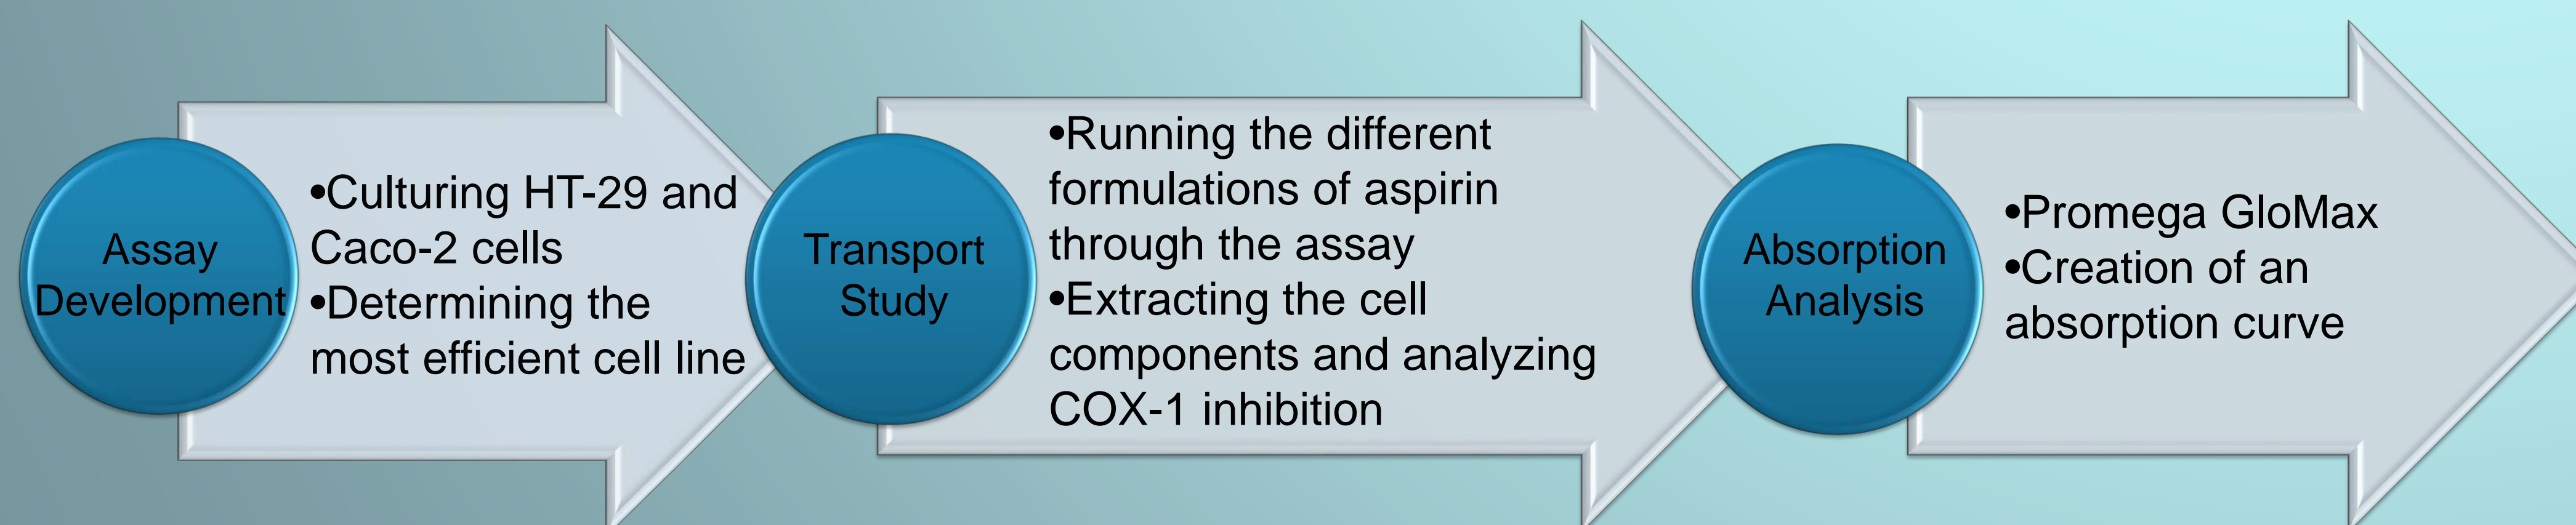 Assay
Development
•Culturing HT-29 and
Caco-2 cells
•Determining the
most efficient cell line
Transport
Study
•Running the different
formulations of aspirin
through the assay
•Extracting the cell
components and analyzing
COX-1 inhibition
Absorption
Analysis
•Promega GloMax
•Creation of an
absorption curve